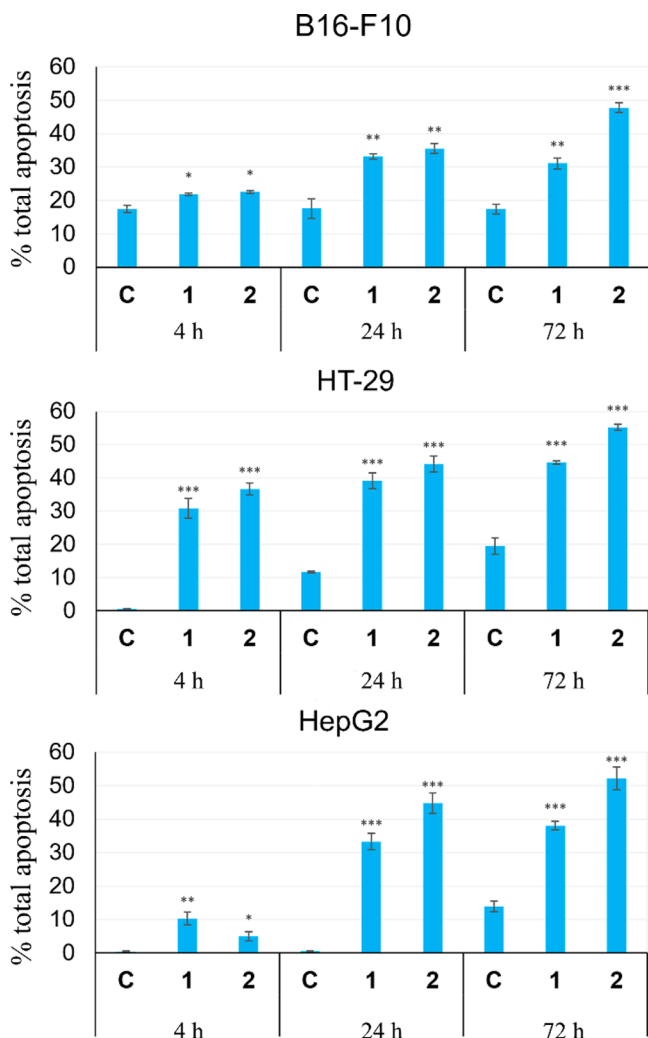 B16-F10
% total apoptosis
60
50
40
30
20
10
0
* * ** ** ** ***
C 1 2 C 1 2 C 1 2
4 h 24 h 72 h
HT-29
% total apoptosis
60
50
40
30
20
10
0
*** *** *** *** *** ***
C 1 2 C 1 2 C 1 2
4 h 24 h 72 h
HepG2
% total apoptosis
60
50
40
30
20
10
0
** * *** *** *** ***
C 1 2 C 1 2 C 1 2
4 h 24 h 72 h